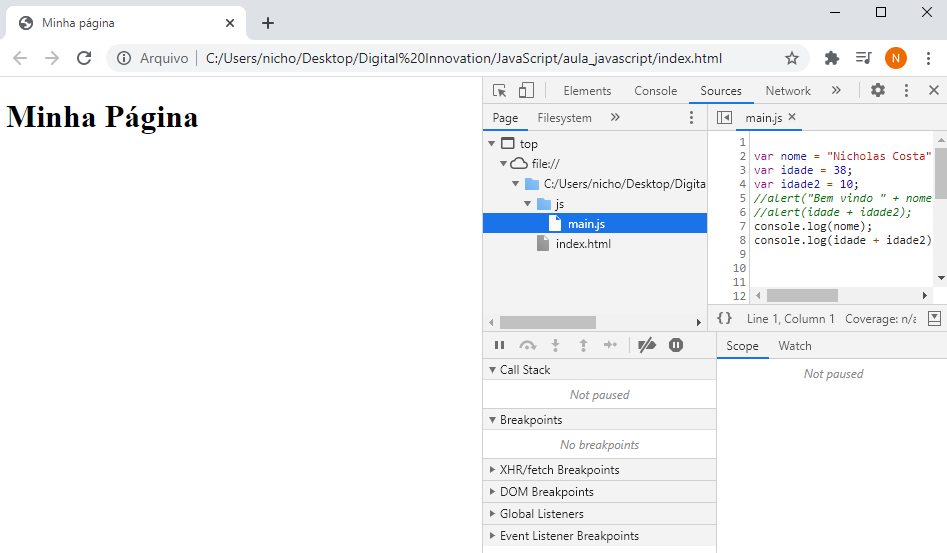 Minha página
Arquivo
C:/Users/nicho/Desktop/Digital%20Innovation/JavaScript/aula_javascript/index.html
N
Minha Página
Elements Console Sources Network »
Page Filesystem »
top
file://
C:/Users/nicho/Desktop/Digita
js
main.js
index.html
main.js
1
2 var nome = "Nicholas Costa"
3 var idade = 38;
4 var idade2 = 10;
5 //alert("Bem vindo " + nome
6 //alert(idade + idade2);
7 console.log(nome);
8 console.log(idade + idade2)
9
10
11
12
{} Line 1, Column 1 Coverage: n/a
Call Stack
Not paused
Breakpoints
No breakpoints
XHR/fetch Breakpoints
DOM Breakpoints
Global Listeners
Event Listener Breakpoints
Scope Watch
Not paused